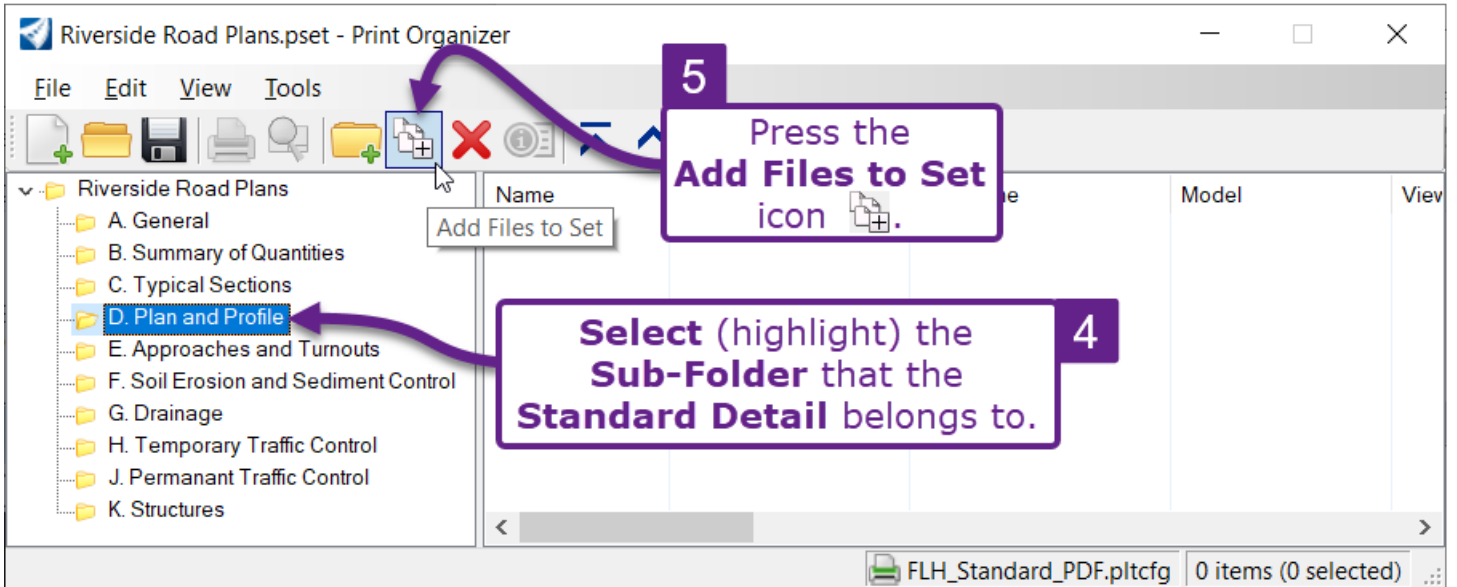 Riverside Road Plans.pset - Print Organizer
File Edit View Tools
5
Press the
Add Files to Set
icon .
Riverside Road Plans
A. General
B. Summary of Quantities
C. Typical Sections
D. Plan and Profile
E. Approaches and Turnouts
F. Soil Erosion and Sediment Control
G. Drainage
H. Temporary Traffic Control
J. Permanant Traffic Control
K. Structures
Name Model
Add Files to Set
4
Select (highlight) the
Sub-Folder that the
Standard Detail belongs to.
FLH_Standard_PDF.pltcfg 0 items (0 selected)